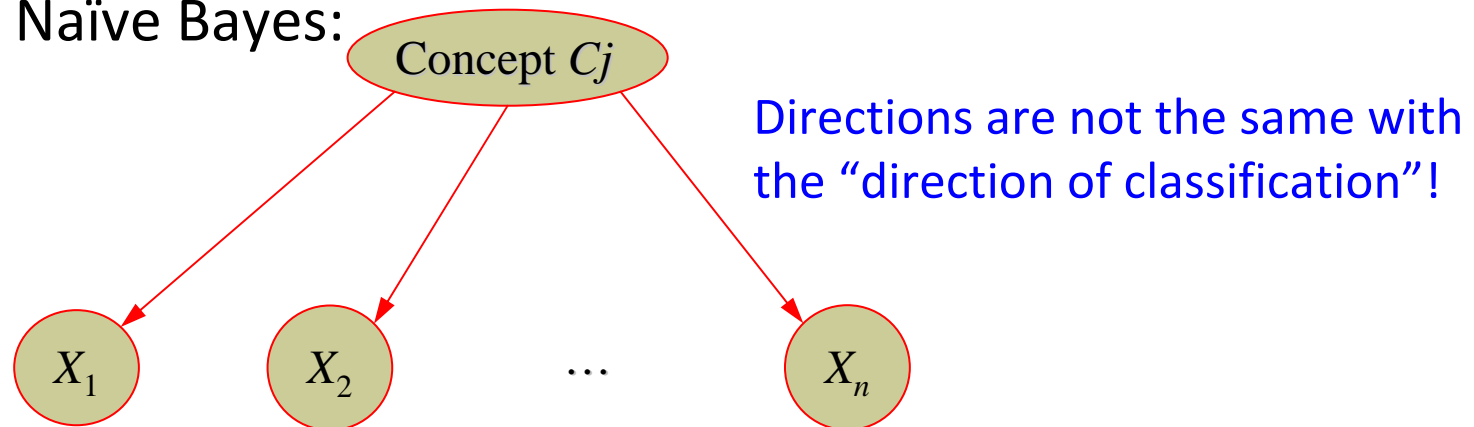 Naïve Bayes:
Concept Cj
Directions are not the same with
the “direction of classification”!
X1 X2 … Xn